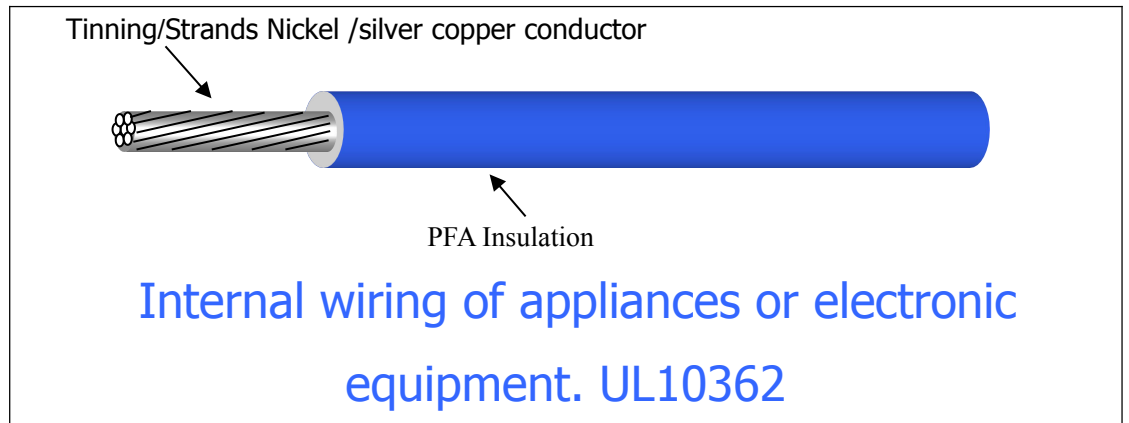 Tinning/Strands Nickel /silver copper conductor
PFA Insulation
Internal wiring of appliances or electronic
equipment. UL10362